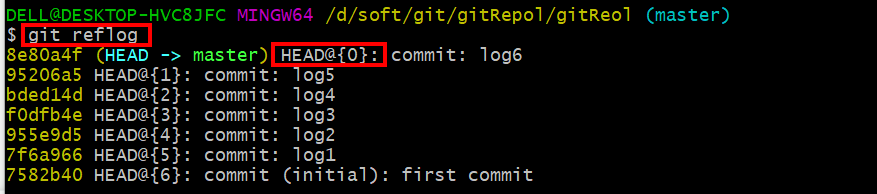 DELL@DESKTOP-HVC8JFC MINGW64 /d/soft/git/gitRepol/gitReol (master)
$ git reflog
8e80a4f (HEAD -> master) HEAD@{0}: commit: log6
95206a5 HEAD@{1}: commit: log5
bded14d HEAD@{2}: commit: log4
f0dfb4e HEAD@{3}: commit: log3
955e9d5 HEAD@{4}: commit: log2
7f6a966 HEAD@{5}: commit: log1
7582b40 HEAD@{6}: commit (initial): first commit